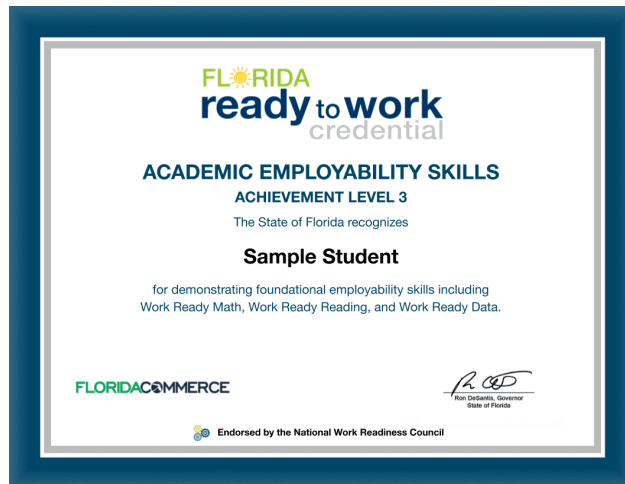 FLORIDA
ready to work
credential
ACADEMIC EMPLOYABILITY SKILLS
ACHIEVEMENT LEVEL 3
The State of Florida recognizes
Sample Student
for demonstrating foundational employability skills including
Work Ready Math, Work Ready Reading, and Work Ready Data.
FLORIDACOMMERCE
Ron DeSantis, Governor
State of Florida
Endorsed by the National Work Readiness Council